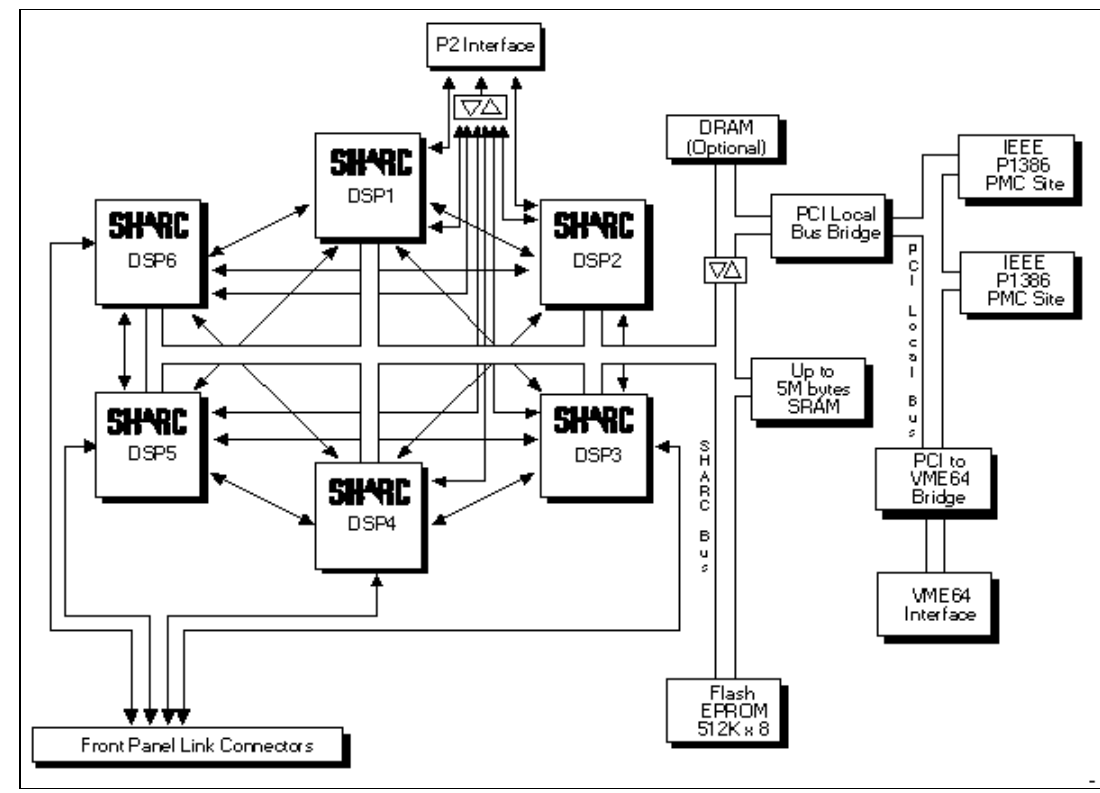 P2 Interface
DRAM
(Optional)
IEEE
P1386
PMC Site
SHARC
DSP1
PCI Local
Bus Bridge
SHARC
DSP6
SHARC
DSP2
IEEE
P1386
PMC Site
PCI Local Bus
Up to
5M bytes
SRAM
SHARC
DSP5
SHARC
DSP3
SHARC Bus
PCI to
VME64
Bridge
SHARC
DSP4
VME64
Interface
Flash
EPROM
512K x 8
Front Panel Link Connectors
-